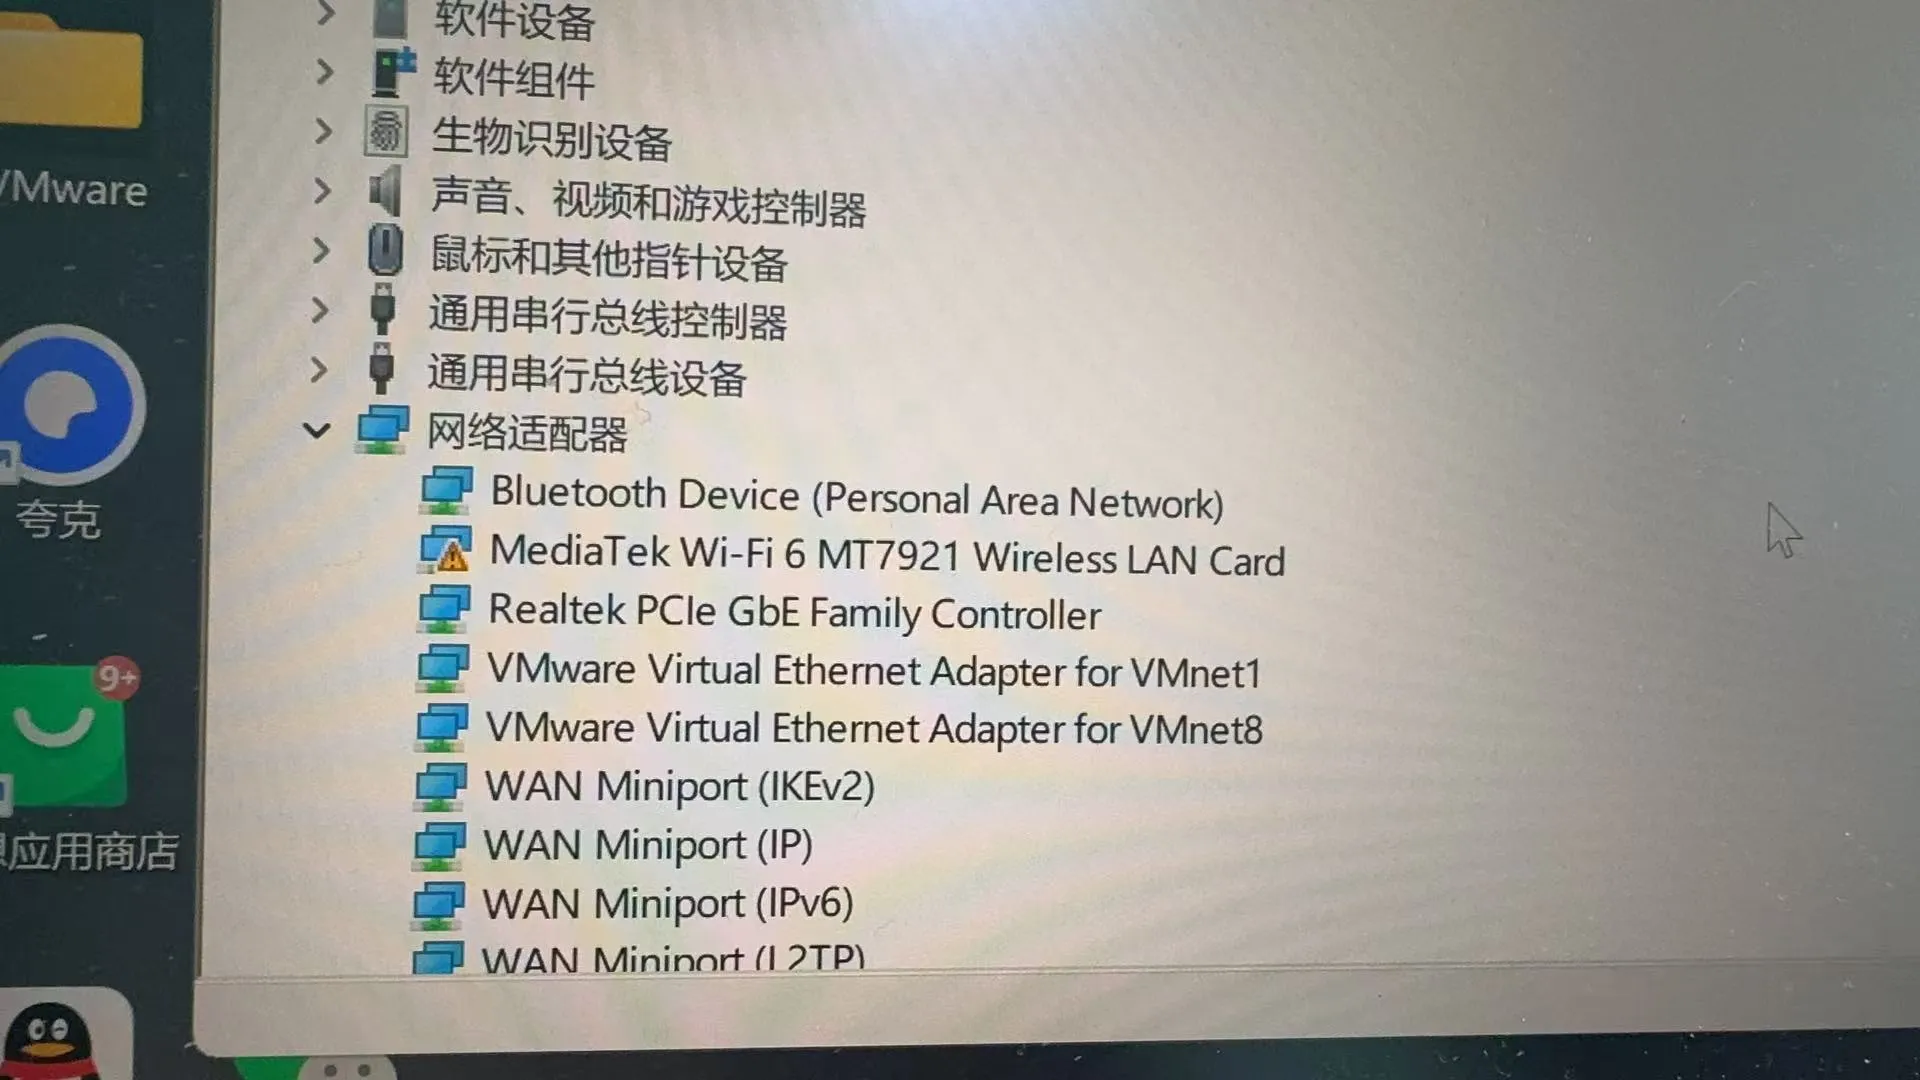 软件设备
软件组件
生物识别设备
声音、视频和游戏控制器
鼠标和其他指针设备
通用串行总线控制器
通用串行总线设备
网络适配器
Bluetooth Device (Personal Area Network)
MediaTek Wi-Fi 6 MT7921 Wireless LAN Card
Realtek PCIe GbE Family Controller
VMware Virtual Ethernet Adapter for VMnet1
VMware Virtual Ethernet Adapter for VMnet8
WAN Miniport (IKEv2)
WAN Miniport (IP)
WAN Miniport (IPv6)
WAN Miniport (L2TP)
VMware
夸克
9+
应用商店